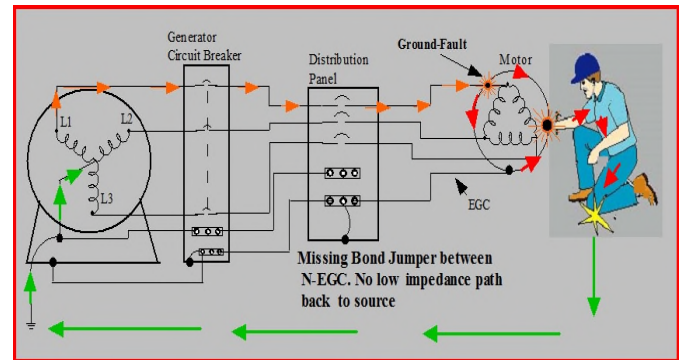 Generator
Circuit Breaker
Distribution
Panel
Ground-Fault
Motor
L1
L2
L3
EGC
Missing Bond Jumper between
N-EGC. No low impedance path
back to source